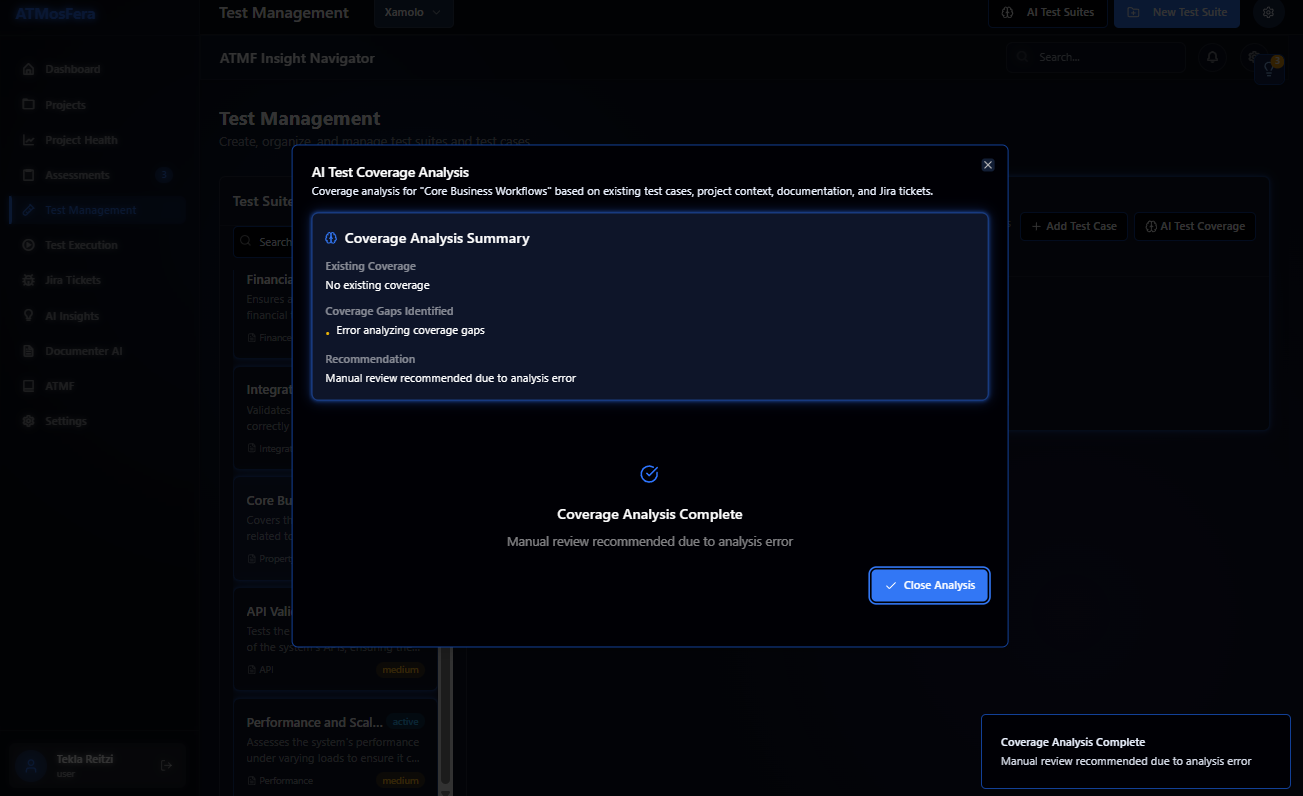 ATMosFera
Test Management
Xamolo
AI Test Suites
New Test Suite
ATMF Insight Navigator
Search...
3
Dashboard
Projects
Project Health
Assessments
3
Test Management
Test Execution
Jira Tickets
AI Insights
Documenter AI
ATMF
Settings
Tekla Reitzi
user
Test Management
Create, organize, and manage test suites and test cases
Test Suite
Search
Financia
Ensures a
financial
Finance
Integrat
Validates
correctly
Integrat
Core Bu
Covers th
related to
Propert
API Vali
Tests the
of the system's APIs, ensuring the...
API
medium
Performance and Scal...
active
Assesses the system's performance
under varying loads to ensure it c...
Performance
medium
+ Add Test Case
AI Test Coverage
AI Test Coverage Analysis
Coverage analysis for "Core Business Workflows" based on existing test cases, project context, documentation, and Jira tickets.
Coverage Analysis Summary
Existing Coverage
No existing coverage
Coverage Gaps Identified
• Error analyzing coverage gaps
Recommendation
Manual review recommended due to analysis error
Coverage Analysis Complete
Manual review recommended due to analysis error
Close Analysis
Coverage Analysis Complete
Manual review recommended due to analysis error